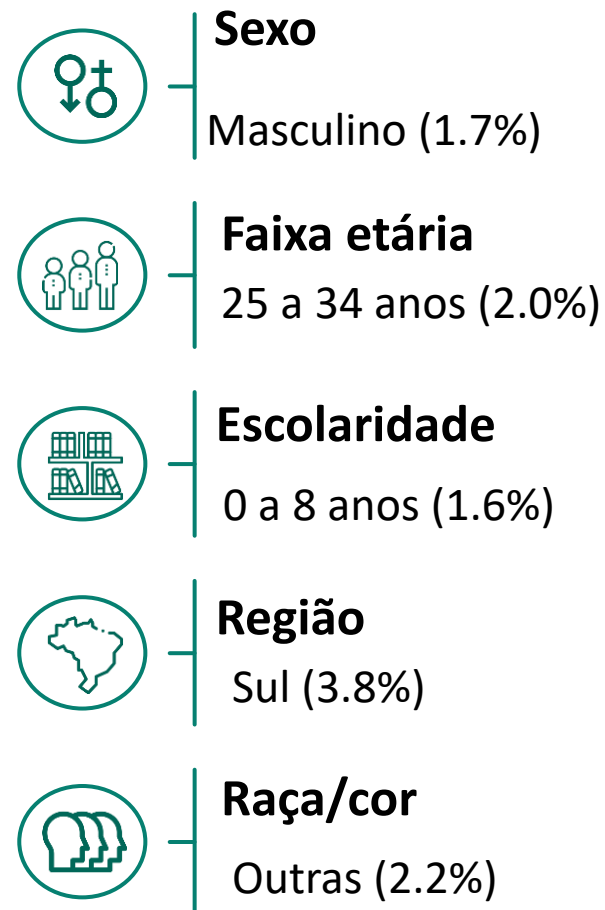 Sexo
Masculino (1.7%)
Faixa etária
25 a 34 anos (2.0%)
Escolaridade
0 a 8 anos (1.6%)
Região
Sul (3.8%)
Raça/cor
Outras (2.2%)